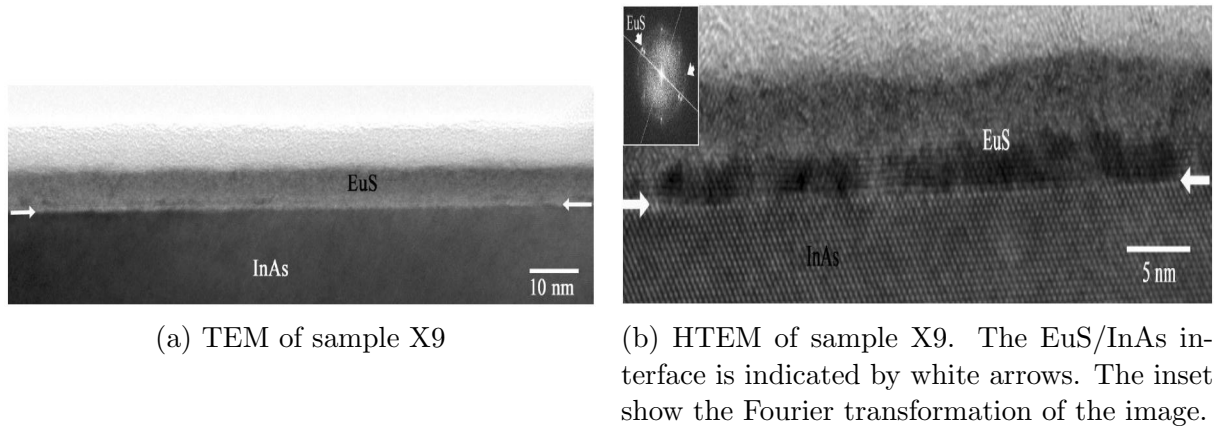 EuS
InAs
10 nm
EuS
EuS
InAs
5 nm
(a) TEM of sample X9
(b) HTEM of sample X9. The EuS/InAs in-
terface is indicated by white arrows. The inset
show the Fourier transformation of the image.